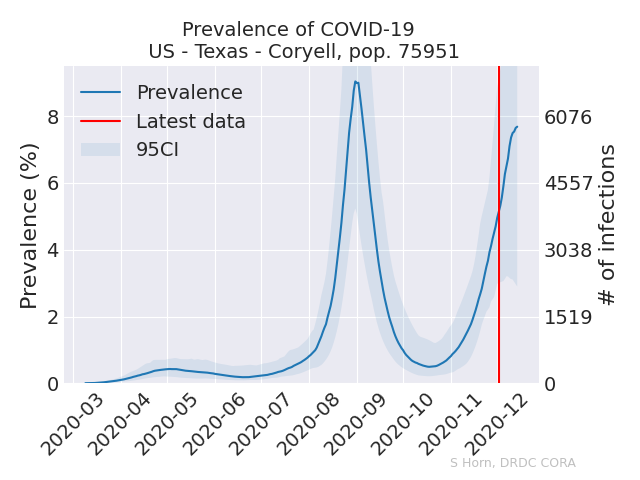 Prevalence of COVID-19
US - Texas - Coryell, pop. 75951
Prevalence
Latest data
95CI
Prevalence (%)
8
6
4
2
0
6076
4557
3038
1519
0
# of infections
2020-03
2020-04
2020-05
2020-06
2020-07
2020-08
2020-09
2020-10
2020-11
2020-12
S Horn, DRDC CORA